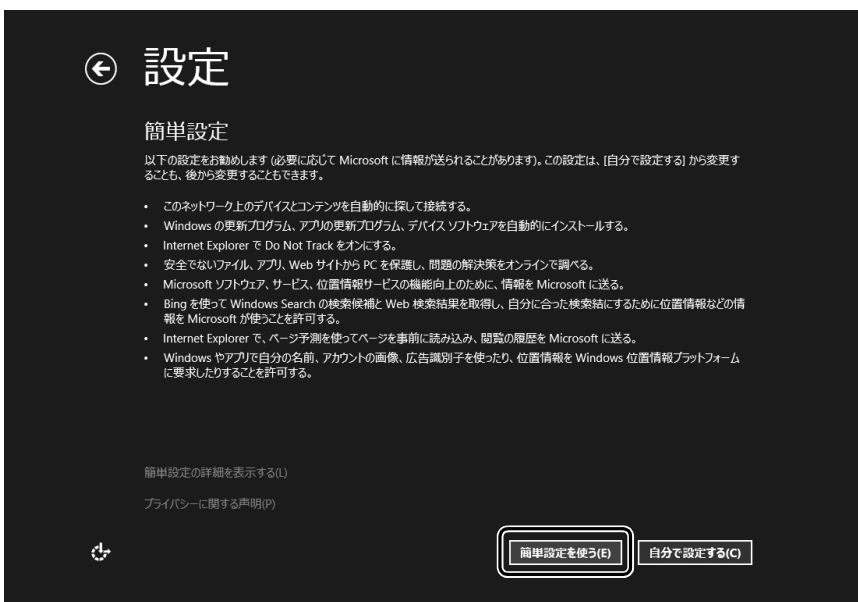 設定
簡単設定
以下の設定をお勧めします (必要に応じて Microsoft に情報が送られることがあります)。この設定は、[自分で設定する] から変更す
ることも、後から変更することもできます。
• このネットワーク上のデバイスとコンテンツを自動的に探して接続する。
• Windows の更新プログラム、アプリの更新プログラム、デバイス ソフトウェアを自動的にインストールする。
• Internet Explorer で Do Not Track をオンにする。
• 安全でないファイル、アプリ、Web サイトから PC を保護し、問題の解決策をオンラインで調べる。
• Microsoft ソフトウェア、サービス、位置情報サービスの機能向上のために、情報を Microsoft に送る。
• Bing を使って Windows Search の検索候補と Web 検索結果を取得し、自分に合った検索結にするために位置情報などの情
報を Microsoft が使うことを許可する。
• Internet Explorer で、ページ予測を使ってページを事前に読み込み、閲覧の履歴を Microsoft に送る。
• Windows やアプリで自分の名前、アカウントの画像、広告識別子を使ったり、位置情報を Windows 位置情報プラットフォーム
に要求したりすることを許可する。
簡単設定の詳細を表示する(L)
プライバシーに関する声明(P)
簡単設定を使う(E) 自分で設定する(C)